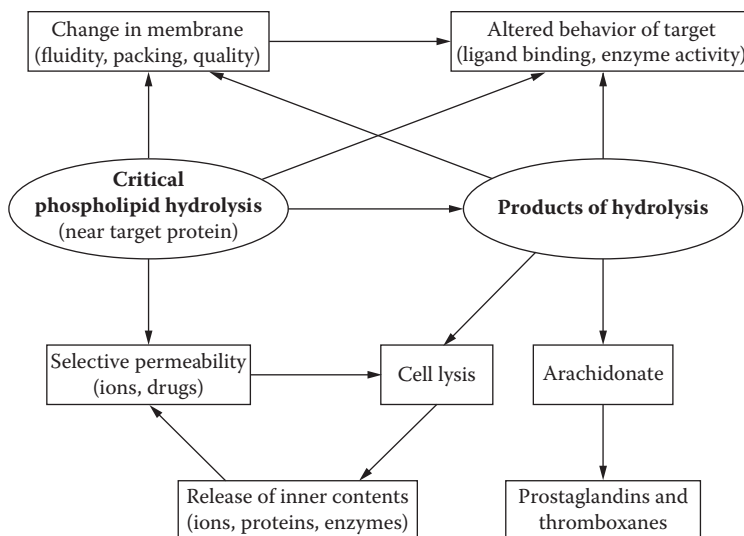 Change in membrane
(fluidity, packing, quality)
Altered behavior of target
(ligand binding, enzyme activity)
Critical
phospholipid hydrolysis
(near target protein)
Products of hydrolysis
Selective permeability
(ions, drugs)
Cell lysis
Arachidonate
Release of inner contents
(ions, proteins, enzymes)
Prostaglandins and
thromboxanes